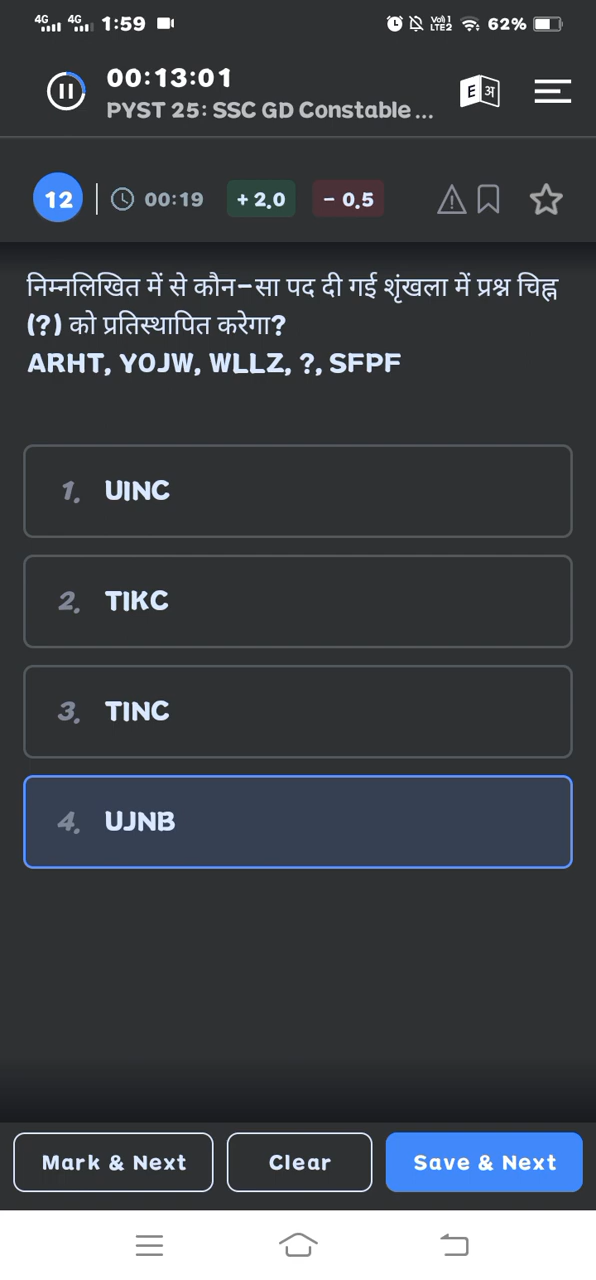 4G 4G 1:59 Vo) 1 LTE2 62%
00:13:01
PYST 25: SSC GD Constable ...
E अ
12 00:19 + 2.0 - 0.5
निम्नलिखित में से कौन-सा पद दी गई शृंखला में प्रश्न चिह्न
(?) को प्रतिस्थापित करेगा?
ARHT, YOJW, WLLZ, ?, SFPF
1. UINC
2. TIKC
3. TINC
4. UJNB
Mark & Next Clear Save & Next